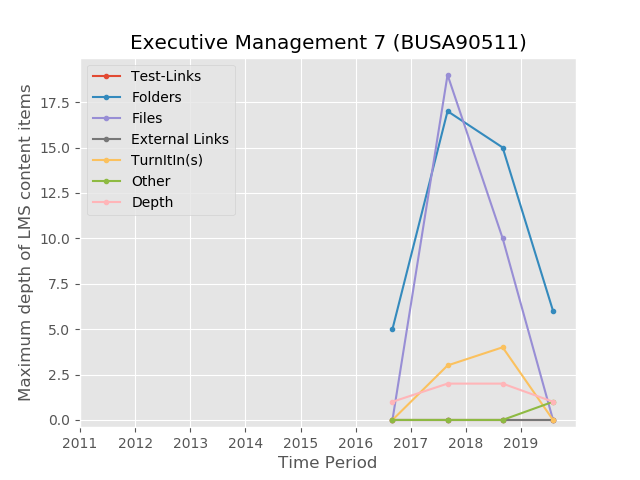 Executive Management 7 (BUSA90511)
Test-Links
Folders
Files
External Links
TurnItIn(s)
Other
Depth
Maximum depth of LMS content items
17.5
15.0
12.5
10.0
7.5
5.0
2.5
0.0
2011 2012 2013 2014 2015 2016 2017 2018 2019
Time Period